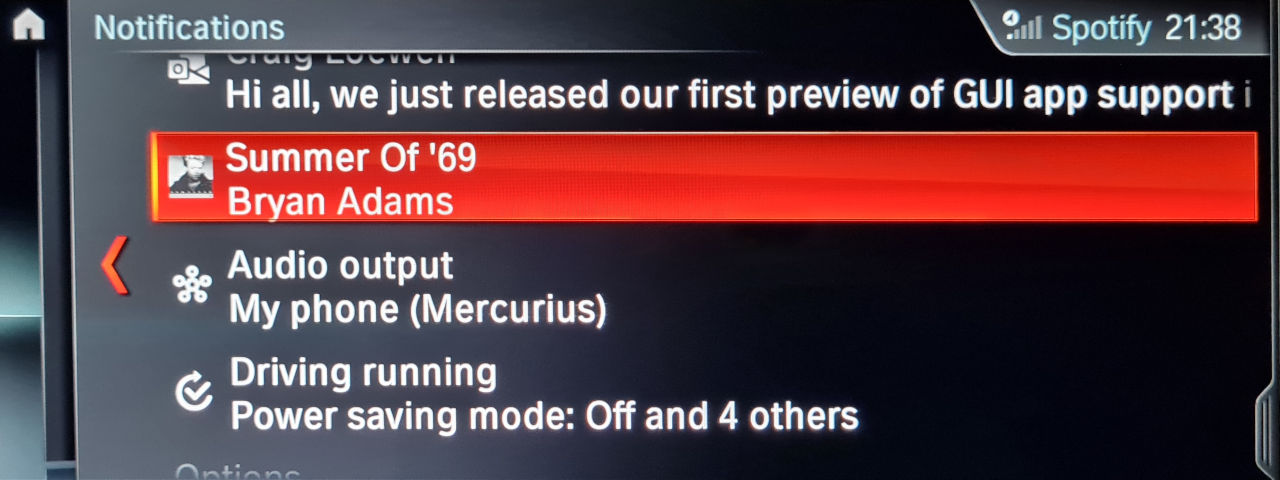 Notifications
Spotify 21:38
Craig Loewen
Hi all, we just released our first preview of GUI app support i
Summer Of '69
Bryan Adams
Audio output
My phone (Mercurius)
Driving running
Power saving mode: Off and 4 others
Options